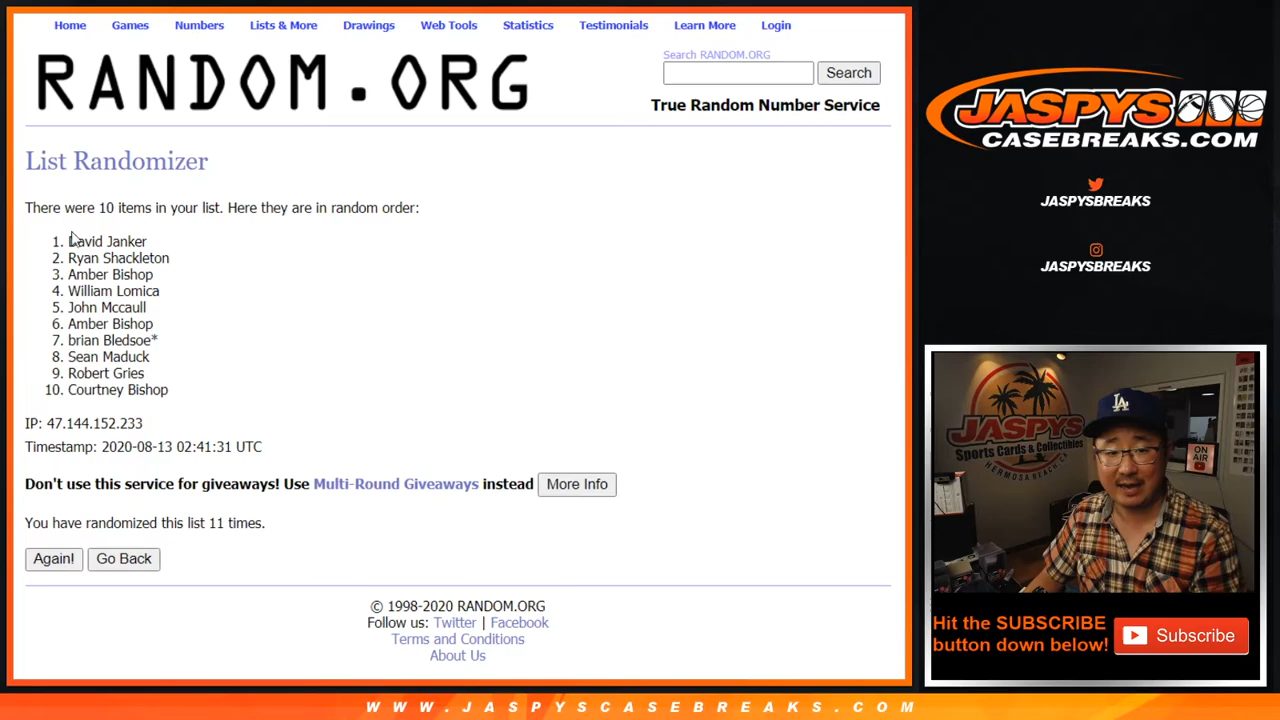 Home Games Numbers Lists & More Drawings Web Tools Statistics Testimonials Learn More Login
RANDOM.ORG
Search RANDOM.ORG
Search
True Random Number Service
List Randomizer
There were 10 items in your list. Here they are in random order:
1. David Janker
2. Ryan Shackleton
3. Amber Bishop
4. William Lomica
5. John Mccaull
6. Amber Bishop
7. brian Bledsoe*
8. Sean Maduck
9. Robert Gries
10. Courtney Bishop
IP: 47.144.152.233
Timestamp: 2020-08-13 02:41:31 UTC
Don't use this service for giveaways! Use Multi-Round Giveaways instead More Info
You have randomized this list 11 times.
Again! Go Back
© 1998-2020 RANDOM.ORG
Follow us: Twitter | Facebook
Terms and Conditions
About Us
JASPYS
CASEBREAKS.COM
JASPYSBREAKS
JASPYSBREAKS
JASPYS
Sports Cards & Collectibles
HERMOSA BEACH, CA
ON AIR
LA
Hit the SUBSCRIBE
button down below!
Subscribe
WWW.JASPYSCASEBREAKS.COM